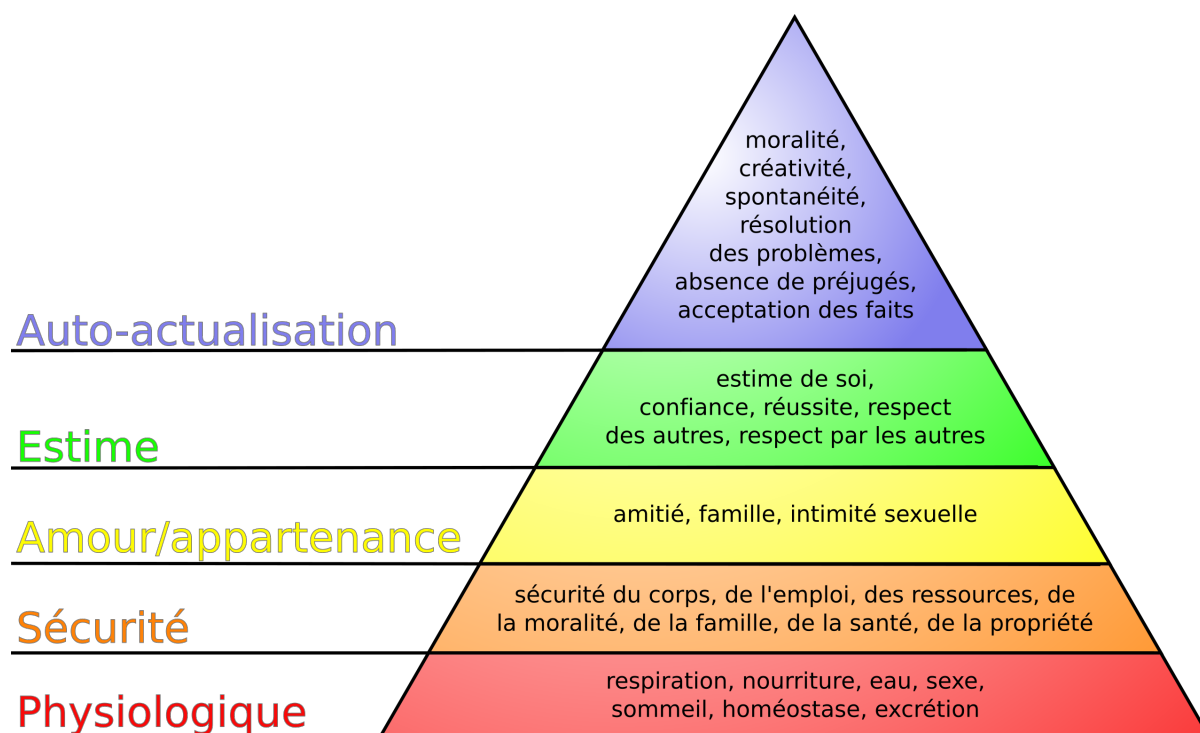 moralité,
créativité,
spontanéité,
résolution
des problèmes,
absence de préjugés,
acceptation des faits
Auto-actualisation
estime de soi,
confiance, réussite, respect
des autres, respect par les autres
Estime
amitié, famille, intimité sexuelle
Amour/appartenance
sécurité du corps, de l'emploi, des ressources, de
la moralité, de la famille, de la santé, de la propriété
Sécurité
respiration, nourriture, eau, sexe,
sommeil, homéostase, excrétion
Physiologique